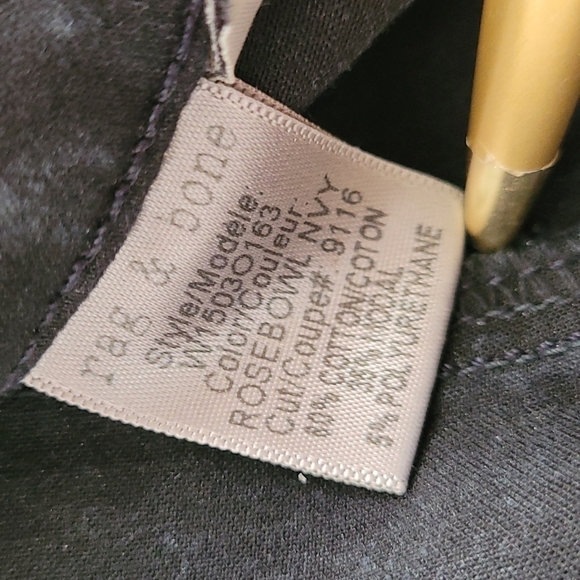 rag & bone
Style/Modele:
W1503O163
Color/Couleur:
ROSEBOWL NVY
Cut/Coupe#: 9116
60% COTTON/COTON
35% MODAL
5% POLYURETHANE